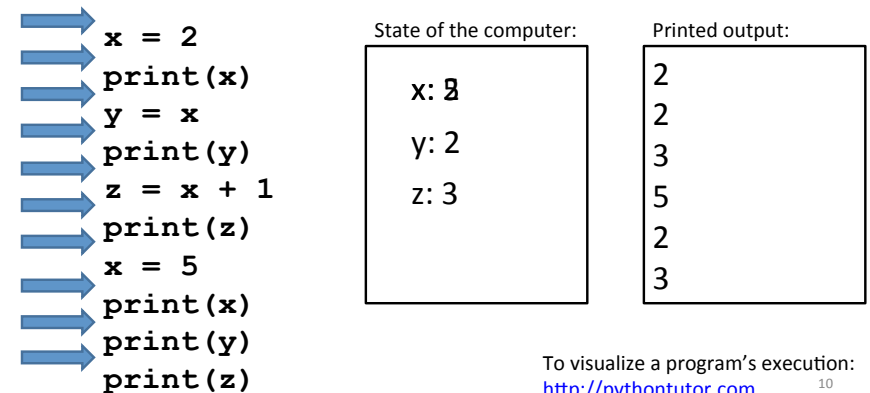 x = 2
print(x)
y = x
print(y)
z = x + 1
print(z)
x = 5
print(x)
print(y)
print(z)
State of the computer:
x:
y: 2
z: 3
Printed output:
2
2
3
5
2
3
To visualize a program's execution:
http://pythontutor.com
10